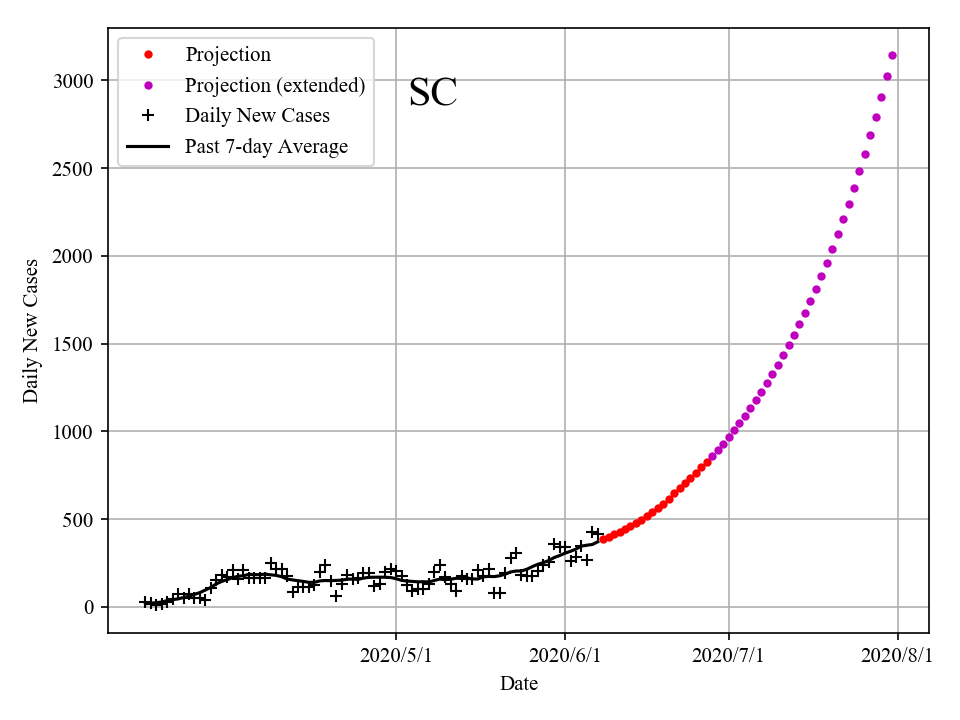 Projection
Projection (extended)
Daily New Cases
Past 7-day Average
SC
3000
2500
2000
1500
1000
500
0
Daily New Cases
2020/5/1
2020/6/1
2020/7/1
2020/8/1
Date